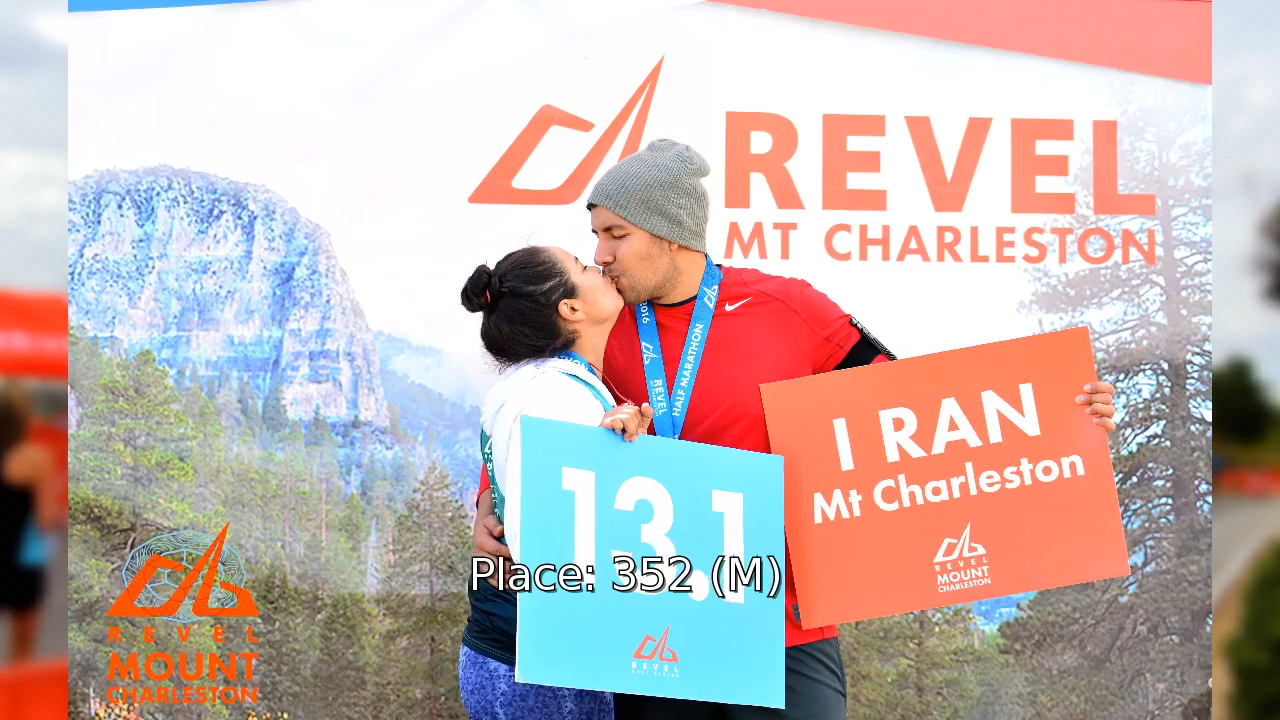 REVEL
MT CHARLESTON
2016
REVEL
HALF MARATHON
I RAN
Mt Charleston
REVEL
MOUNT
CHARLESTON
13.1
Place: 352 (M)
REVEL
REVEL
MOUNT
CHARLESTON